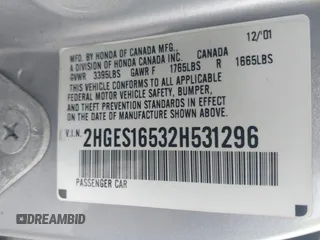 MFD. BY HONDA OF CANADA MFG., 12/01
A DIVISION OF HONDA CANADA INC. CANADA
GVWR 3395LBS GAWR F 1765LBS R 1665LBS
THIS VEHICLE CONFORMS TO ALL APPLICABLE
FEDERAL MOTOR VEHICLE SAFETY, BUMPER,
AND THEFT PREVENTION STANDARDS IN EFFECT ON
THE DATE OF MANUFACTURE SHOWN ABOVE.
V.I.N. 2HGES16532H531296
PASSENGER CAR
DREAMBID